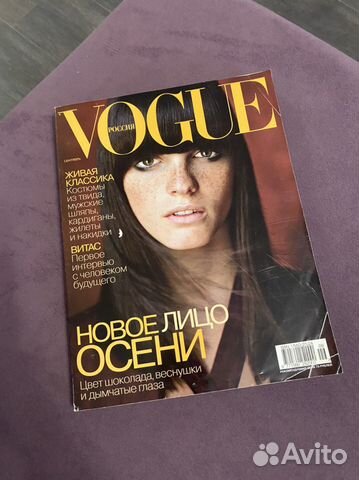 VOGUE
РОССИЯ
СЕНТЯБРЬ
ЖИВАЯ
КЛАССИКА
Костюмы
из твида,
мужские
шляпы,
кардиганы,
жилеты
и накидки
ВИТАС
Первое
интервью
с человеком
будущего
НОВОЕ ЛИЦО
ОСЕНИ
Цвет шоколада, веснушки
и дымчатые глаза
Avito